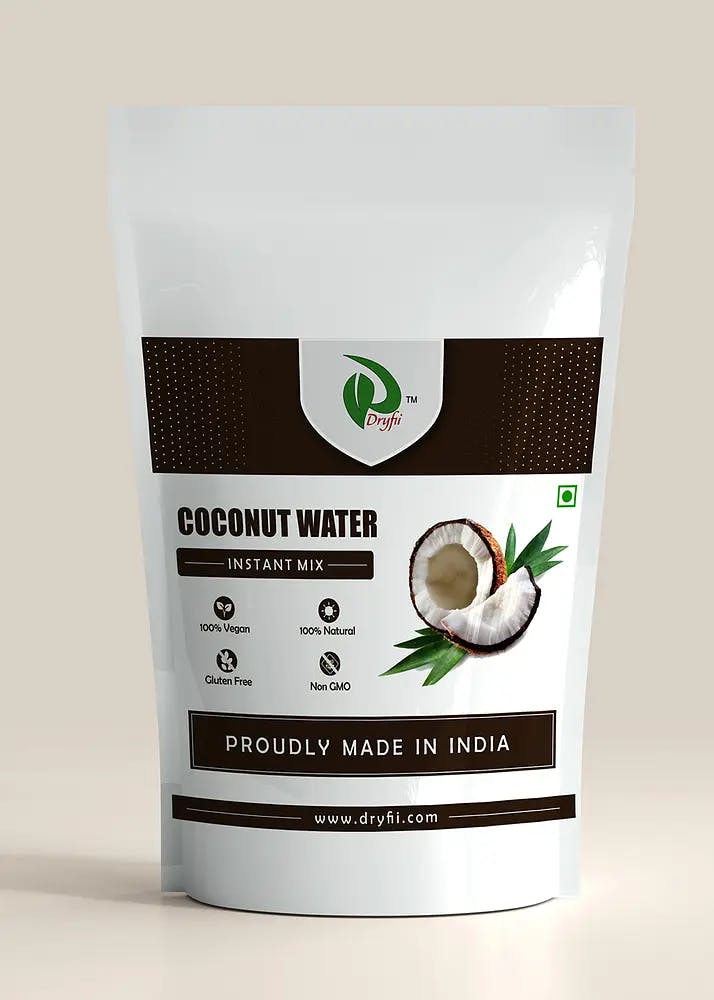 Dryfii
TM
COCONUT WATER
INSTANT MIX
100% Vegan
100% Natural
Gluten Free
Non GMO
PROUDLY MADE IN INDIA
www.dryfii.com